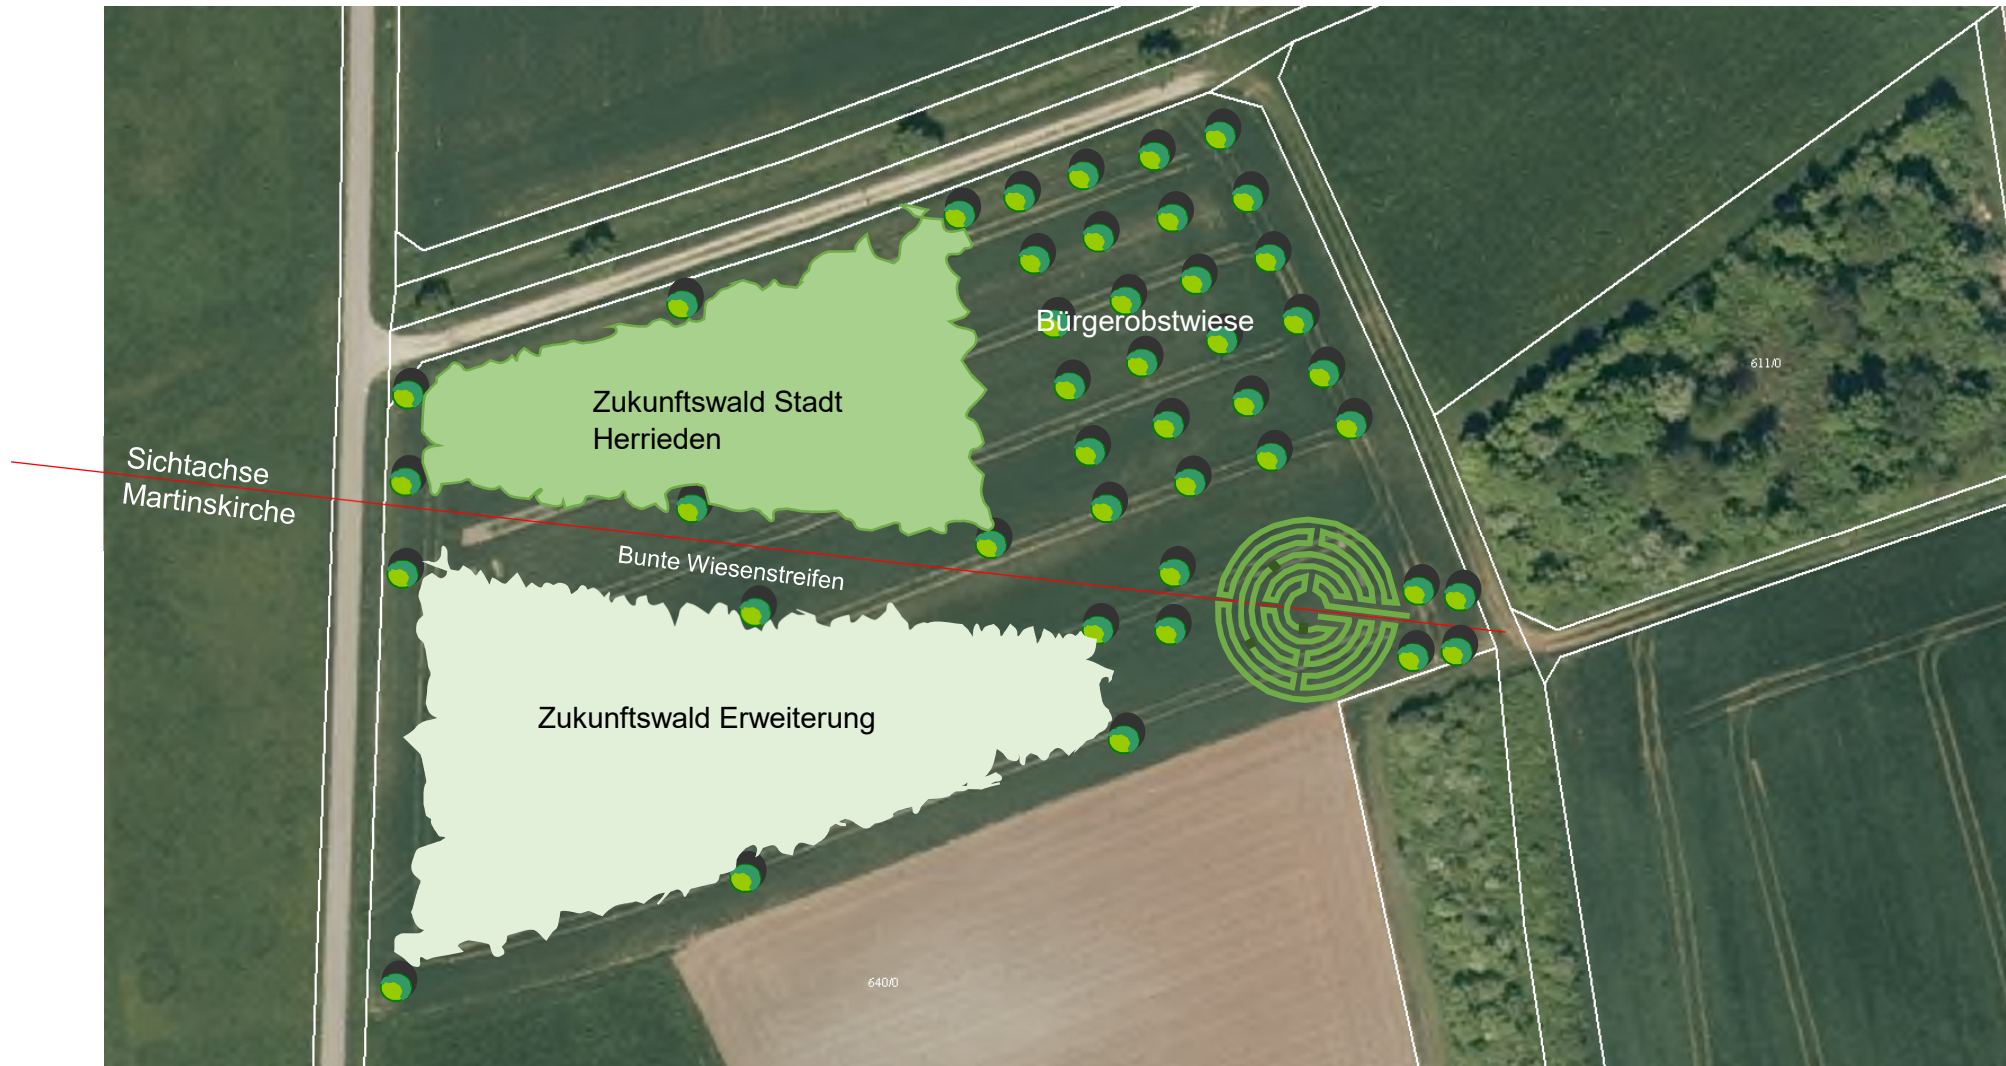 Bürgerobstwiese
611/0
Zukunftswald Stadt
Herrieden
Sichtachse
Martinskirche
Bunte Wiesenstreifen
Zukunftswald Erweiterung
640/0